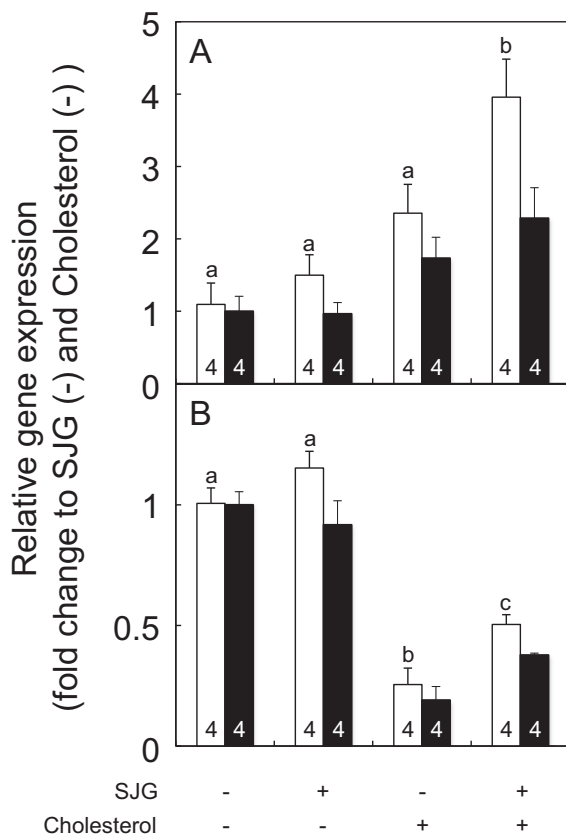 Relative gene expression
(fold change to SJG (-) and Cholesterol (-) )
A
5
4
3
2
1
0
a
a
a
b
4 4 4 4 4 4 4 4
B
1
0.5
0
a
a
b
c
4 4 4 4 4 4 4 4
SJG - + - +
Cholesterol - - + +